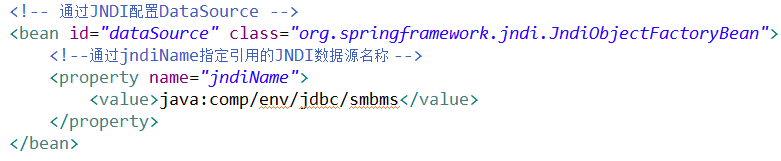 <!-- 通过JNDI配置DataSource -->
<bean id="dataSource" class="org.springframework.jndi.JndiObjectFactoryBean">
<!--通过jndiName指定引用的JNDI数据源名称 -->
<property name="jndiName">
<value>java:comp/env/jdbc/smbms</value>
</property>
</bean>